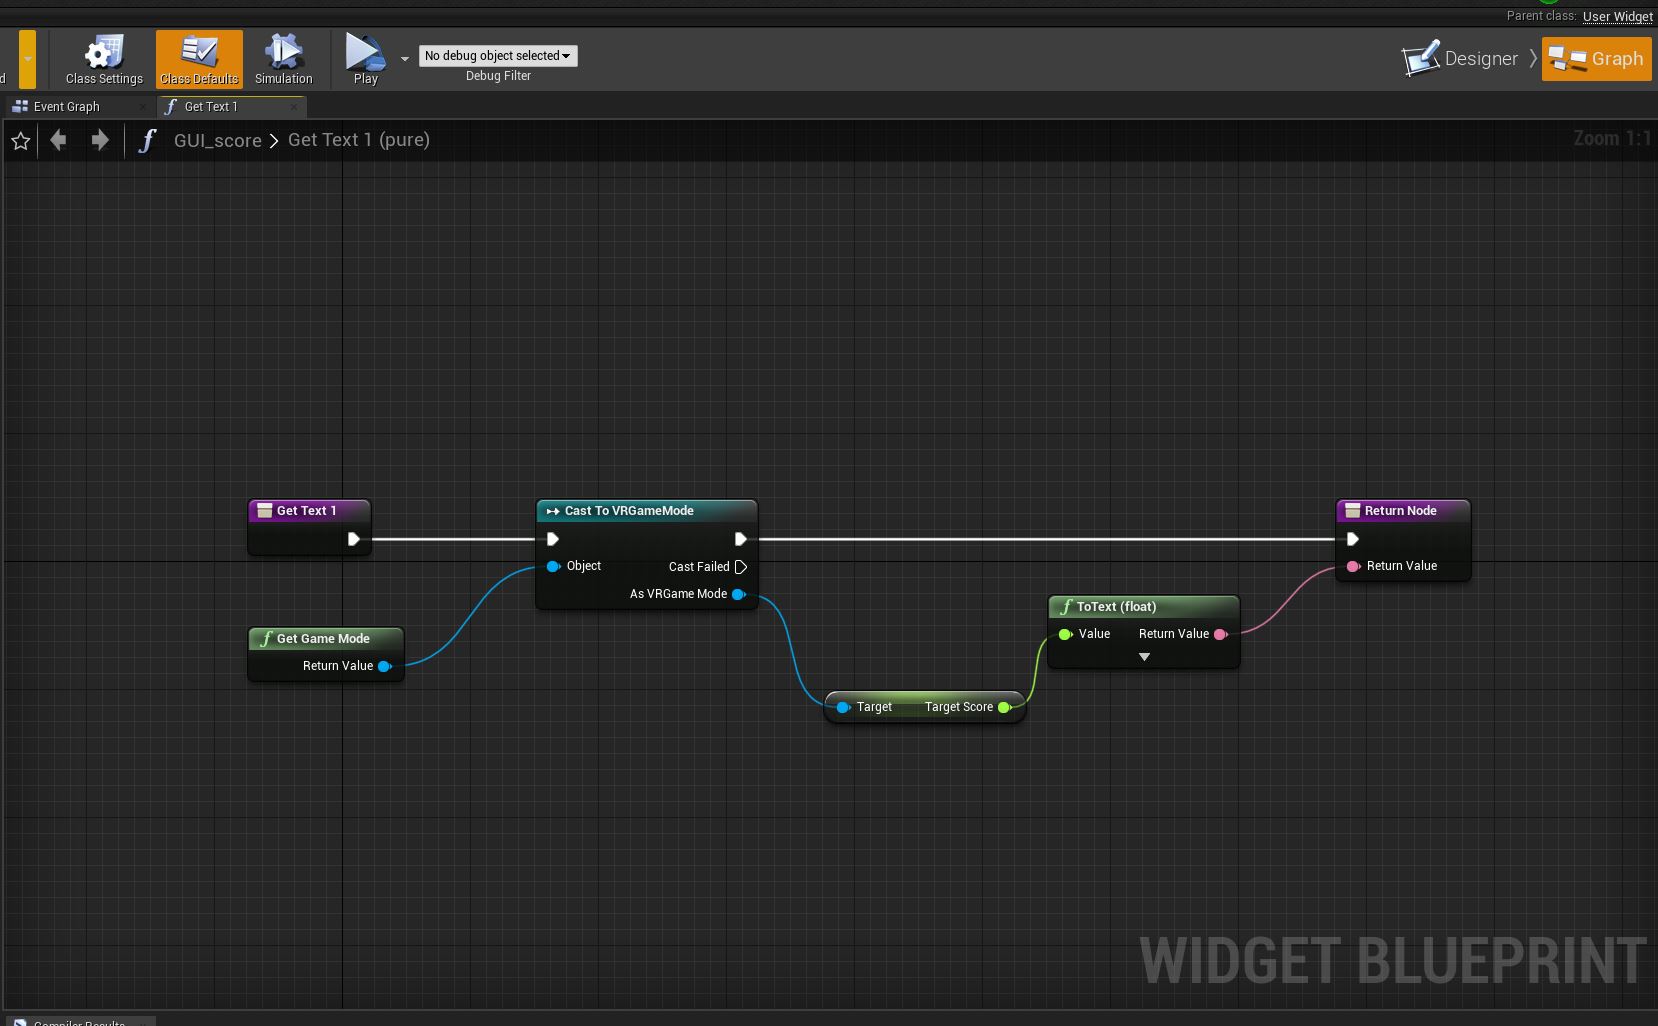 Parent class: User Widget
d
Class Settings
Class Defaults
Simulation
Play
No debug object selected
Debug Filter
Designer
Graph
Event Graph
Get Text 1
GUI_score > Get Text 1 (pure)
Zoom 1:1
Get Text 1
Cast To VRGameMode
Object
Cast Failed
As VRGame Mode
Get Game Mode
Return Value
Target
Target Score
ToText (float)
Value
Return Value
Return Node
Return Value
WIDGET BLUEPRINT
Compiler Results